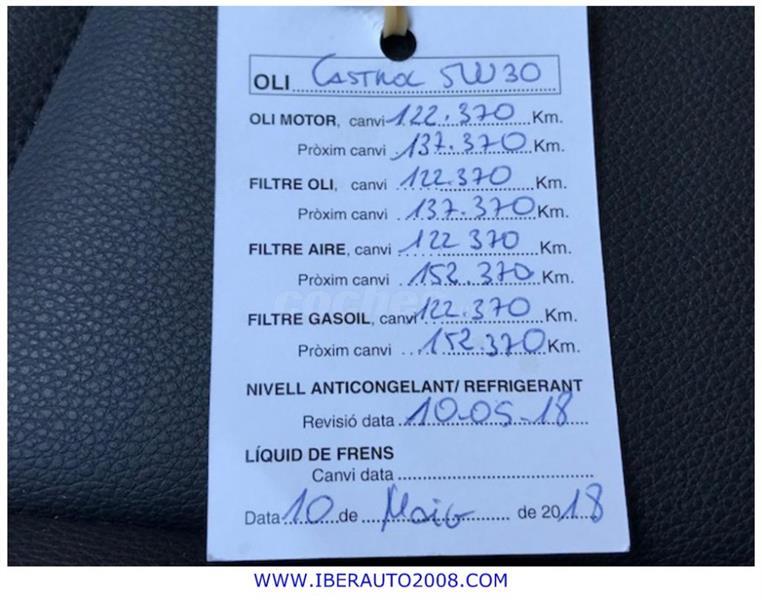 OLI Castrol 5W30
OLI MOTOR, canvi 122.370 Km.
Pròxim canvi 137.370 Km.
FILTRE OLI, canvi 122.370 Km.
Pròxim canvi 137.370 Km.
FILTRE AIRE, canvi 122 370 Km.
Pròxim canvi 152.370 Km.
FILTRE GASOIL, canvi 122.370 Km.
Pròxim canvi 152.370 Km.
NIVELL ANTICONGELANT/ REFRIGERANT
Revisió data 10-05-18
LÍQUID DE FRENS
Canvi data
Data 10 de Maig de 2018
WWW.IBERAUTO2008.COM